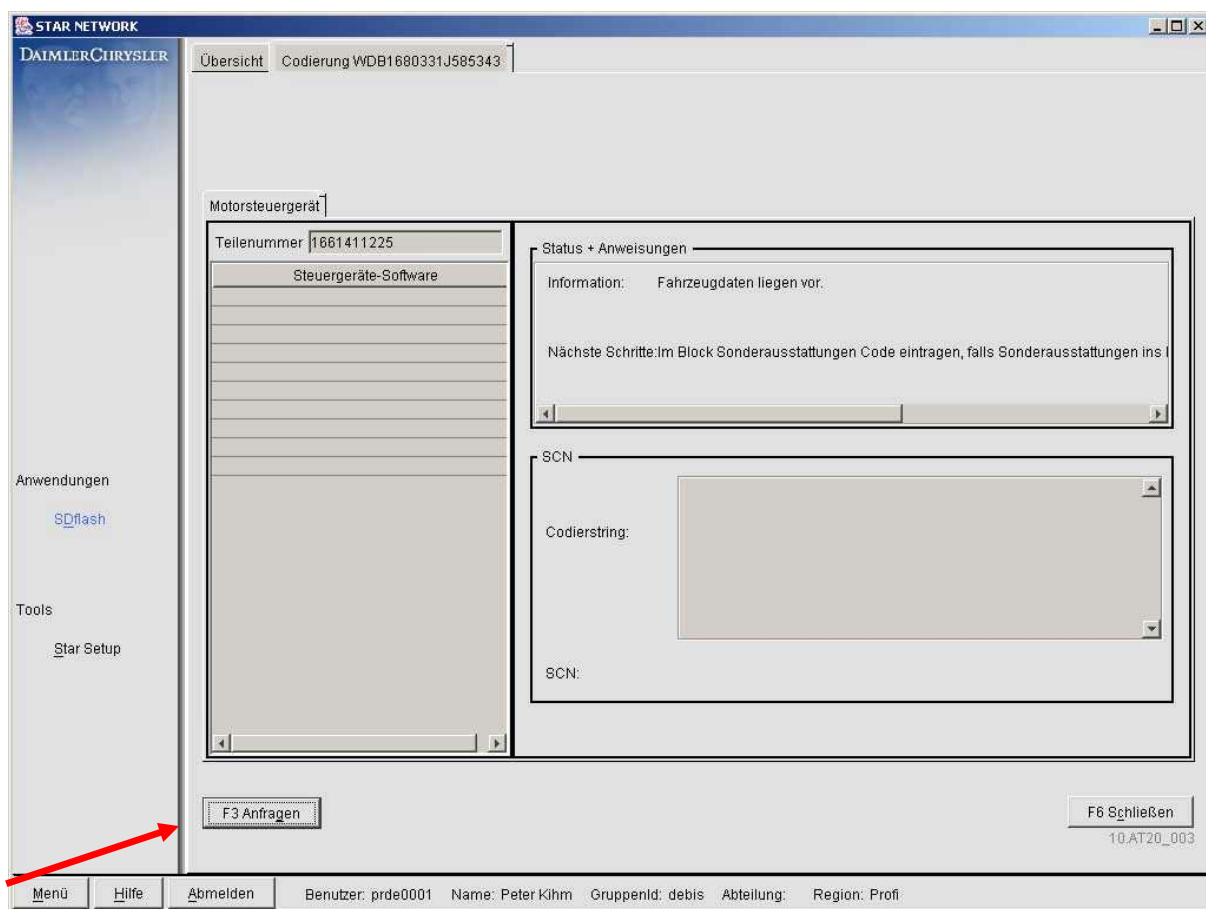 STAR NETWORK
DAIMLERCHRYSLER
Übersicht
Codierung WDB1680331J585343
Motorsteuergerät
Teilenummer 1661411225
Steuergeräte-Software
Status + Anweisungen
Information: Fahrzeugdaten liegen vor.
Nächste Schritte:Im Block Sonderausstattungen Code eintragen, falls Sonderausstattungen ins
SCN
Codierstring:
SCN:
Anwendungen
SDflash
Tools
Star Setup
F3 Anfragen
F6 Schließen
10.AT20_003
Menü
Hilfe
Abmelden
Benutzer: prde0001 Name: Peter Kihm GruppenId: debis Abteilung: Region: Profi